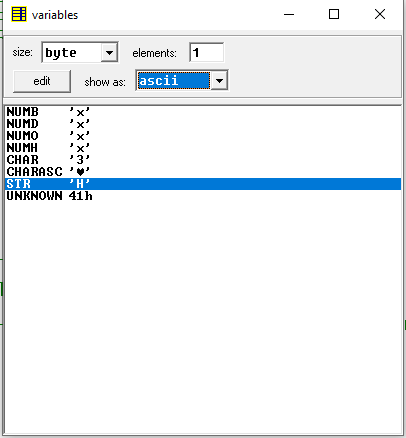 variables
size: byte elements: 1
edit show as: ascii
NUMB 'x'
NUMD 'x'
NUMO 'x'
NUMH 'x'
CHAR '3'
CHARASC '♥'
STR 'H'
UNKNOWN 41h